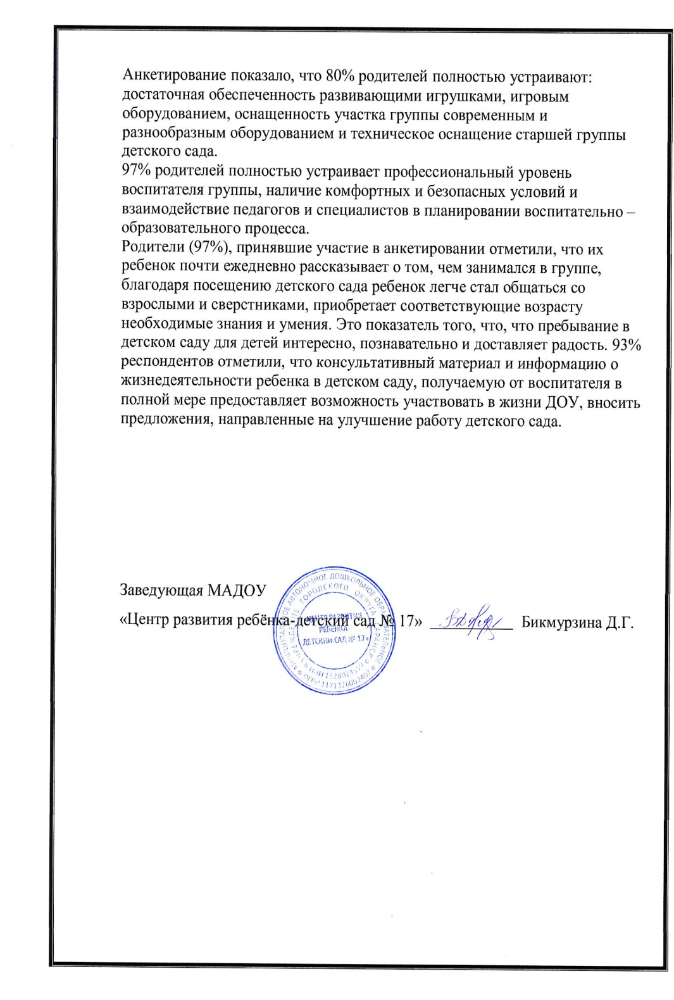 Анкетирование показало, что 80% родителей полностью устраивают:
достаточная обеспеченность развивающими игрушками, игровым
оборудованием, оснащенность участка группы современным и
разнообразным оборудованием и техническое оснащение старшей группы
детского сада.
97% родителей полностью устраивает профессиональный уровень
воспитателя группы, наличие комфортных и безопасных условий и
взаимодействие педагогов и специалистов в планировании воспитательно –
образовательного процесса.
Родители (97%), принявшие участие в анкетировании отметили, что их
ребенок почти ежедневно рассказывает о том, чем занимался в группе,
благодаря посещению детского сада ребенок легче стал общаться со
взрослыми и сверстниками, приобретает соответствующие возрасту
необходимые знания и умения. Это показатель того, что, что пребывание в
детском саду для детей интересно, познавательно и доставляет радость. 93%
респондентов отметили, что консультативный материал и информацию о
жизнедеятельности ребенка в детском саду, получаемую от воспитателя в
полной мере предоставляет возможность участвовать в жизни ДОУ, вносить
предложения, направленные на улучшение работу детского сада.
Заведующая МАДОУ
«Центр развития ребёнка-детский сад № 17» Бикмурзина Д.Г.
МУНИЦИПАЛЬНОЕ АВТОНОМНОЕ ДОШКОЛЬНОЕ ОБРАЗОВАТЕЛЬНОЕ
УЧРЕЖДЕНИЕ ГОРОДСКОГО ОКРУГА САРАНСК
ОГРН 1171326002407
ИНН
«ЦЕНТР РАЗВИТИЯ
РЕБЕНКА -
ДЕТСКИЙ САД № 17»